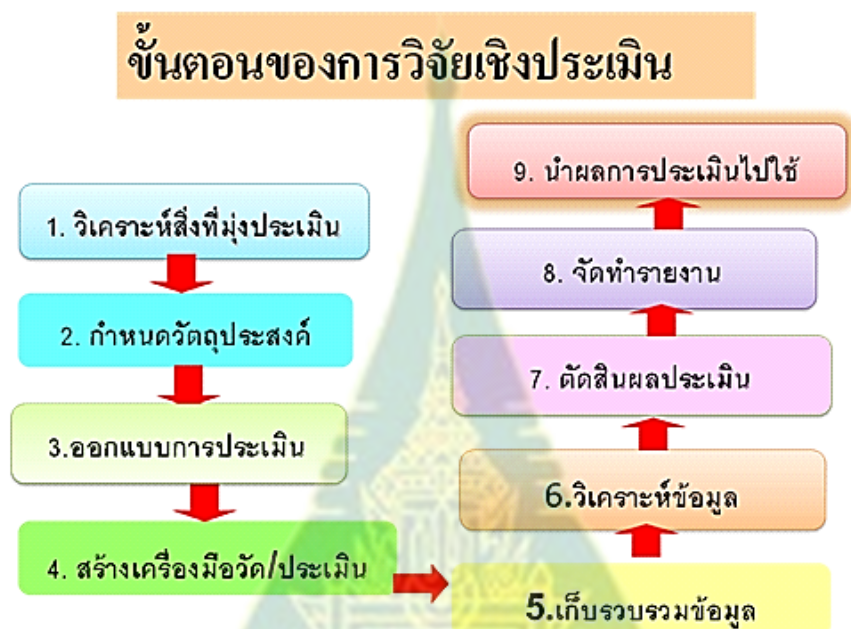 ขั้นตอนของการวิจัยเชิงประเมิน
1. วิเคราะห์สิ่งที่มุ่งประเมิน
2. กำหนดวัตถุประสงค์
3.ออกแบบการประเมิน
4. สร้างเครื่องมือวัด/ประเมิน
5.เก็บรวบรวมข้อมูล
6.วิเคราะห์ข้อมูล
7. ตัดสินผลประเมิน
8. จัดทำรายงาน
9. นำผลการประเมินไปใช้